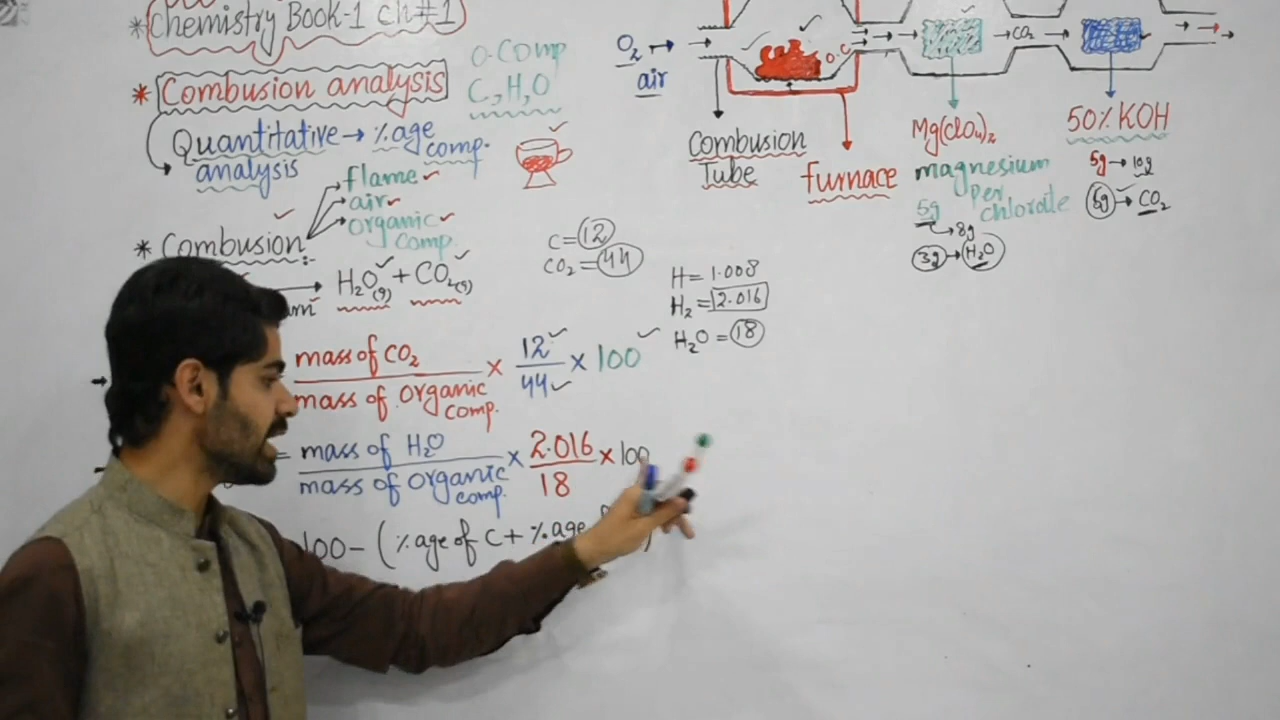 *Chemistry Book-1 Ch#1
* Combusion analysis
O-Comp
C,H,O
Quantitative → %age comp.
analysis
flame
air
organic comp.
* Combusion:-
H₂O(g) + CO₂(g)
C=12
CO₂=44
H=1.008
H₂=2.016
H₂O=18
mass of CO₂ / mass of organic comp. × 12/44 × 100
= mass of H₂O / mass of organic comp. × 2.016/18 × 100
100- (%age of C + %age
O₂ → →
air
O.C
Combusion Tube
furnace
→ CO₂ →
Mg(ClO₄)₂
magnesium per chlorate
5g
→ 8g
3g → H₂O
50% KOH
5g → 10g
5g → CO₂